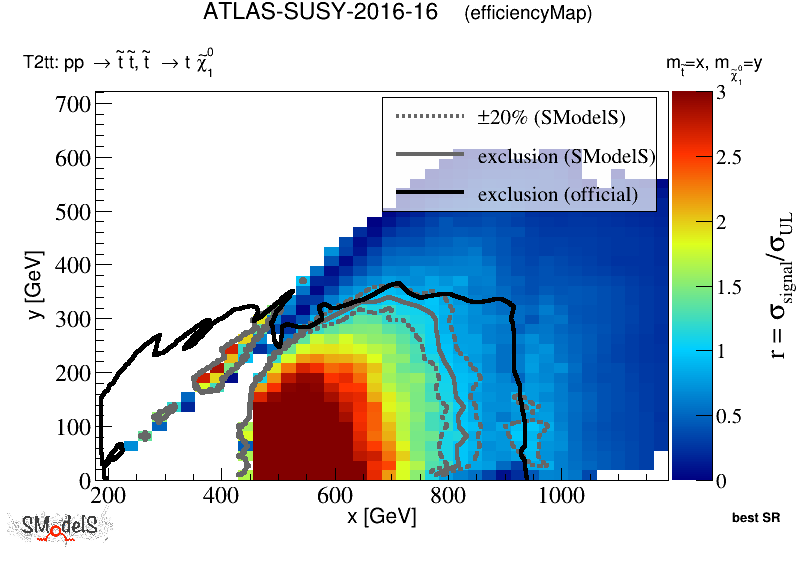 ATLAS-SUSY-2016-16 (efficiencyMap)
T2tt: pp → t̃ t̃, t̃ → t χ̃⁰₁
m_t̃=x, m_χ̃⁰₁=y
±20% (SModelS)
exclusion (SModelS)
exclusion (official)
y [GeV]
700
600
500
400
300
200
100
0
200
400
600
800
1000
x [GeV]
3
2.5
2
1.5
1
0.5
0
r = σ_signal/σ_UL
SModelS
best SR